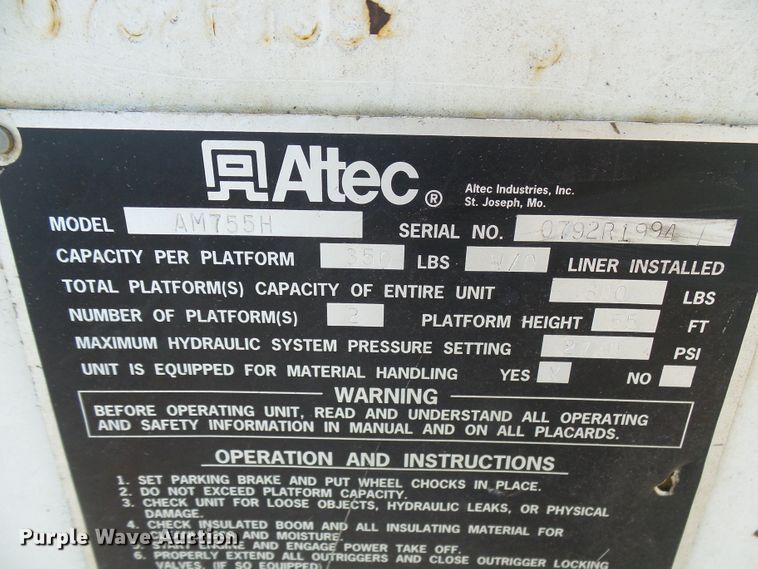 Altec ®
Altec Industries, Inc.
St. Joseph, Mo.
MODEL AM755H SERIAL NO. 0792R1994
CAPACITY PER PLATFORM 350 LBS W/O LINER INSTALLED
TOTAL PLATFORM(S) CAPACITY OF ENTIRE UNIT LBS
NUMBER OF PLATFORM(S) 2 PLATFORM HEIGHT 55 FT
MAXIMUM HYDRAULIC SYSTEM PRESSURE SETTING PSI
UNIT IS EQUIPPED FOR MATERIAL HANDLING YES NO
WARNING
BEFORE OPERATING UNIT, READ AND UNDERSTAND ALL OPERATING
AND SAFETY INFORMATION IN MANUAL AND ON ALL PLACARDS.
OPERATION AND INSTRUCTIONS
1. SET PARKING BRAKE AND PUT WHEEL CHOCKS IN PLACE.
2. DO NOT EXCEED PLATFORM CAPACITY.
3. CHECK UNIT FOR LOOSE OBJECTS, HYDRAULIC LEAKS, OR PHYSICAL
DAMAGE.
4. CHECK INSULATED BOOM AND ALL INSULATING MATERIAL FOR
CLEANLINESS AND MOISTURE.
5. START ENGINE AND ENGAGE POWER TAKE OFF.
6. PROPERLY EXTEND ALL OUTRIGGERS AND CLOSE OUTRIGGER LOCKING
VALVES. (IF SO EQUIPPED)
Purple Wave Auction.com